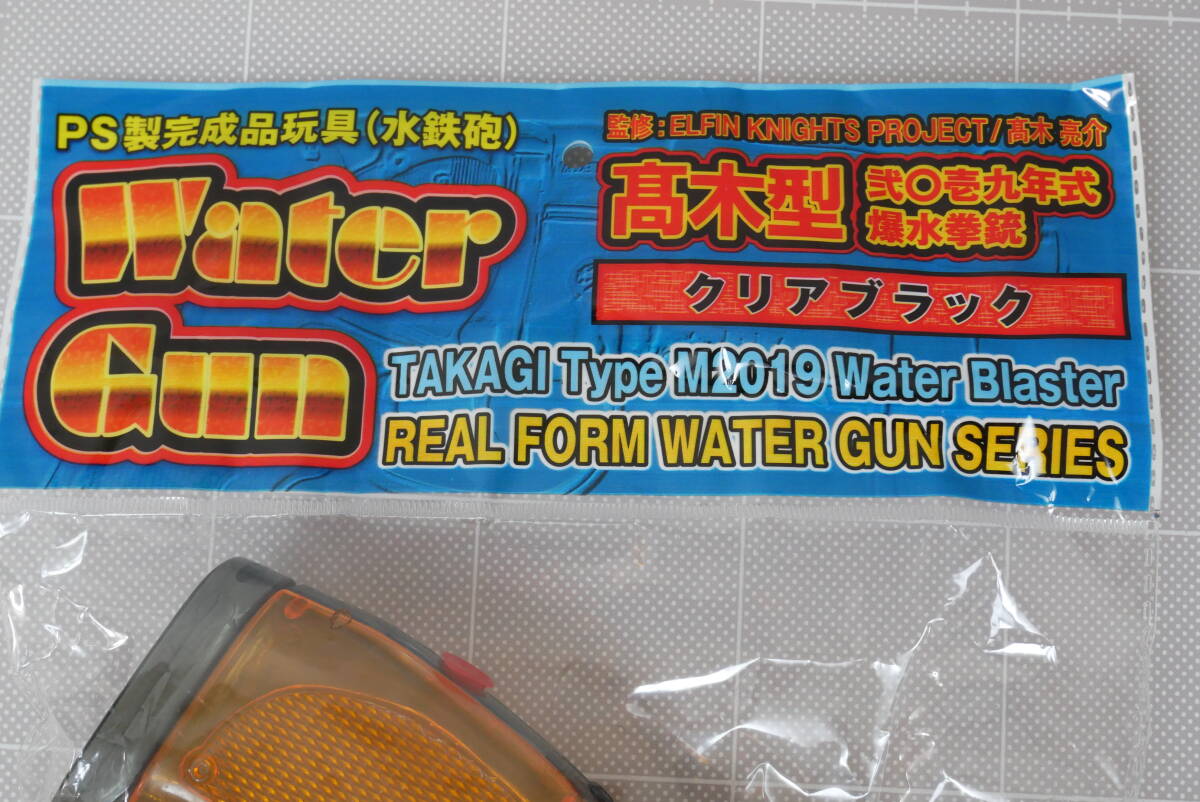 PS製完成品玩具(水鉄砲)
Water
Gun
監修:ELFIN KNIGHTS PROJECT/髙木 亮介
髙木型
弐〇壱九年式
爆水拳銃
クリアブラック
TAKAGI Type M2019 Water Blaster
REAL FORM WATER GUN SERIES